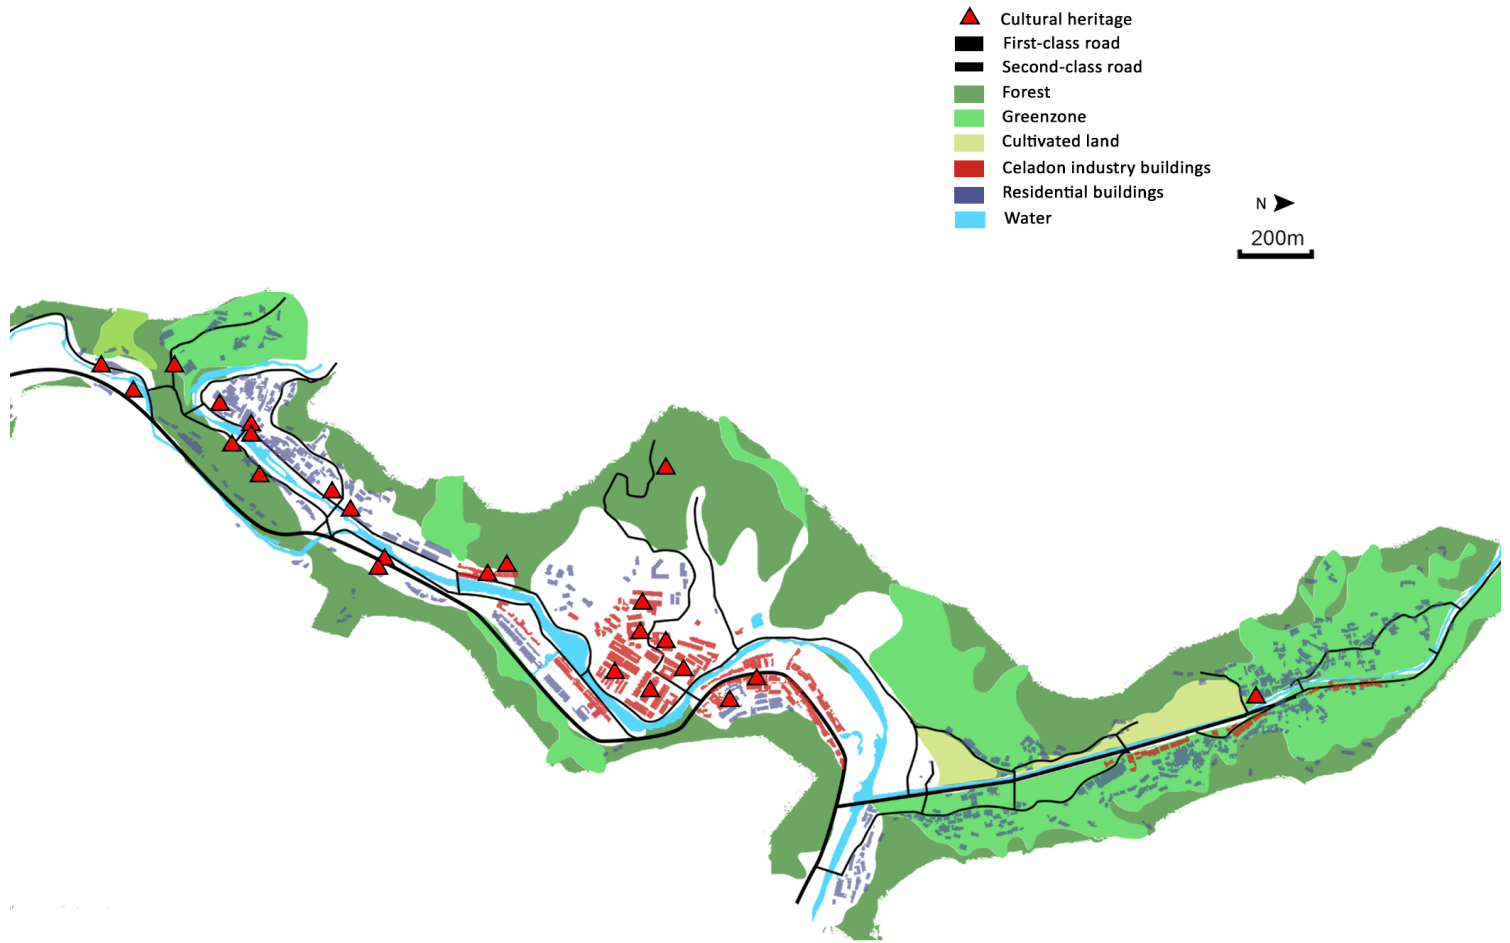 Cultural heritage
First-class road
Second-class road
Forest
Greenzone
Cultivated land
Celadon industry buildings
Residential buildings
Water
N
200m